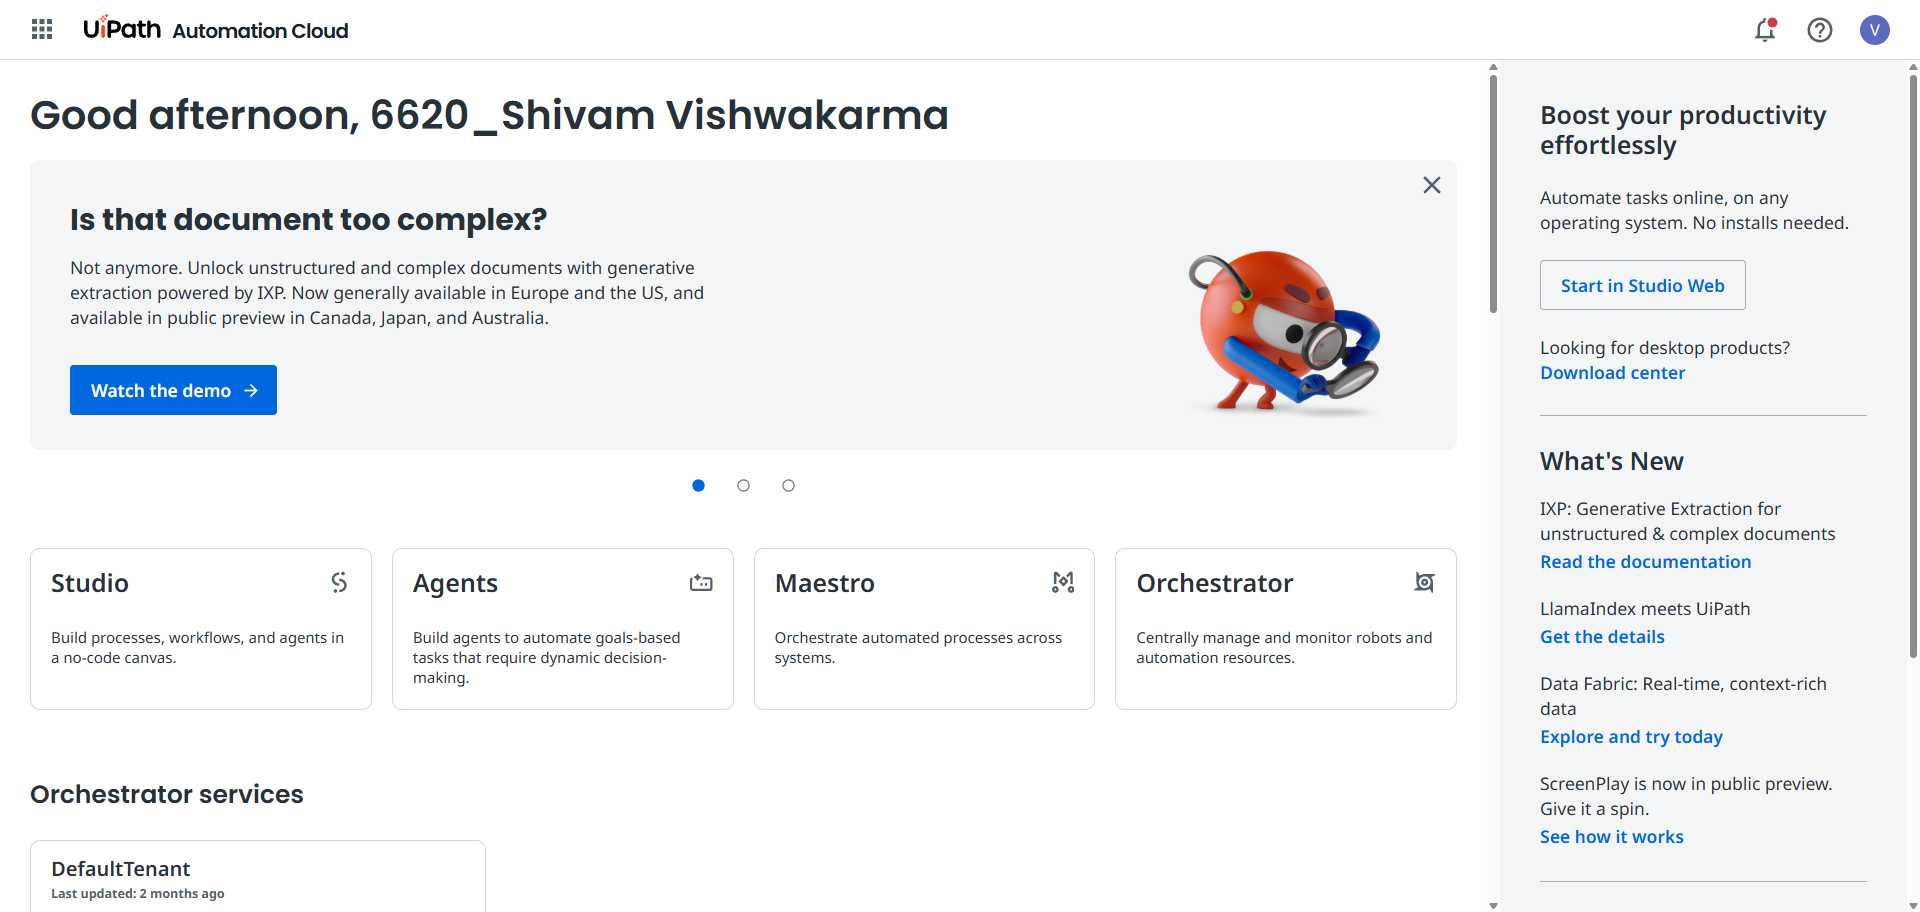 UiPath Automation Cloud
V
Good afternoon, 6620_Shivam Vishwakarma
Is that document too complex?
Not anymore. Unlock unstructured and complex documents with generative
extraction powered by IXP. Now generally available in Europe and the US, and
available in public preview in Canada, Japan, and Australia.
Watch the demo
Studio
Build processes, workflows, and agents in
a no-code canvas.
Agents
Build agents to automate goals-based
tasks that require dynamic decision-
making.
Maestro
Orchestrate automated processes across
systems.
Orchestrator
Centrally manage and monitor robots and
automation resources.
Orchestrator services
DefaultTenant
Last updated: 2 months ago
Boost your productivity
effortlessly
Automate tasks online, on any
operating system. No installs needed.
Start in Studio Web
Looking for desktop products?
Download center
What's New
IXP: Generative Extraction for
unstructured & complex documents
Read the documentation
LlamaIndex meets UiPath
Get the details
Data Fabric: Real-time, context-rich
data
Explore and try today
ScreenPlay is now in public preview.
Give it a spin.
See how it works